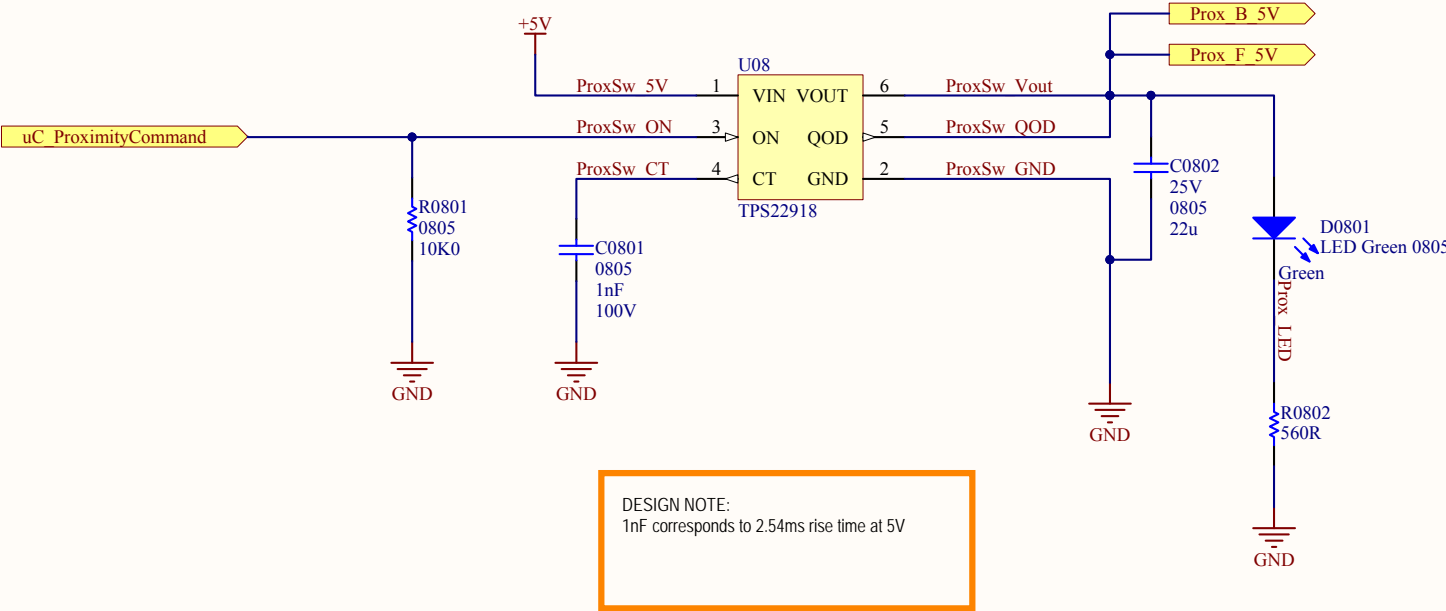 Prox_B_5V
+5V
Prox_F_5V
U08
ProxSw_5V
1
VIN
VOUT
6
ProxSw_Vout
uC_ProximityCommand
ProxSw_ON
3
ON
QOD
5
ProxSw_QOD
ProxSw_CT
4
CT
GND
2
ProxSw_GND
TPS22918
C0802
25V
0805
22u
R0801
0805
10K0
C0801
0805
1nF
100V
D0801
LED Green 0805
Green
Prox_LED
GND
GND
GND
R0802
560R
GND
DESIGN NOTE:
1nF corresponds to 2.54ms rise time at 5V